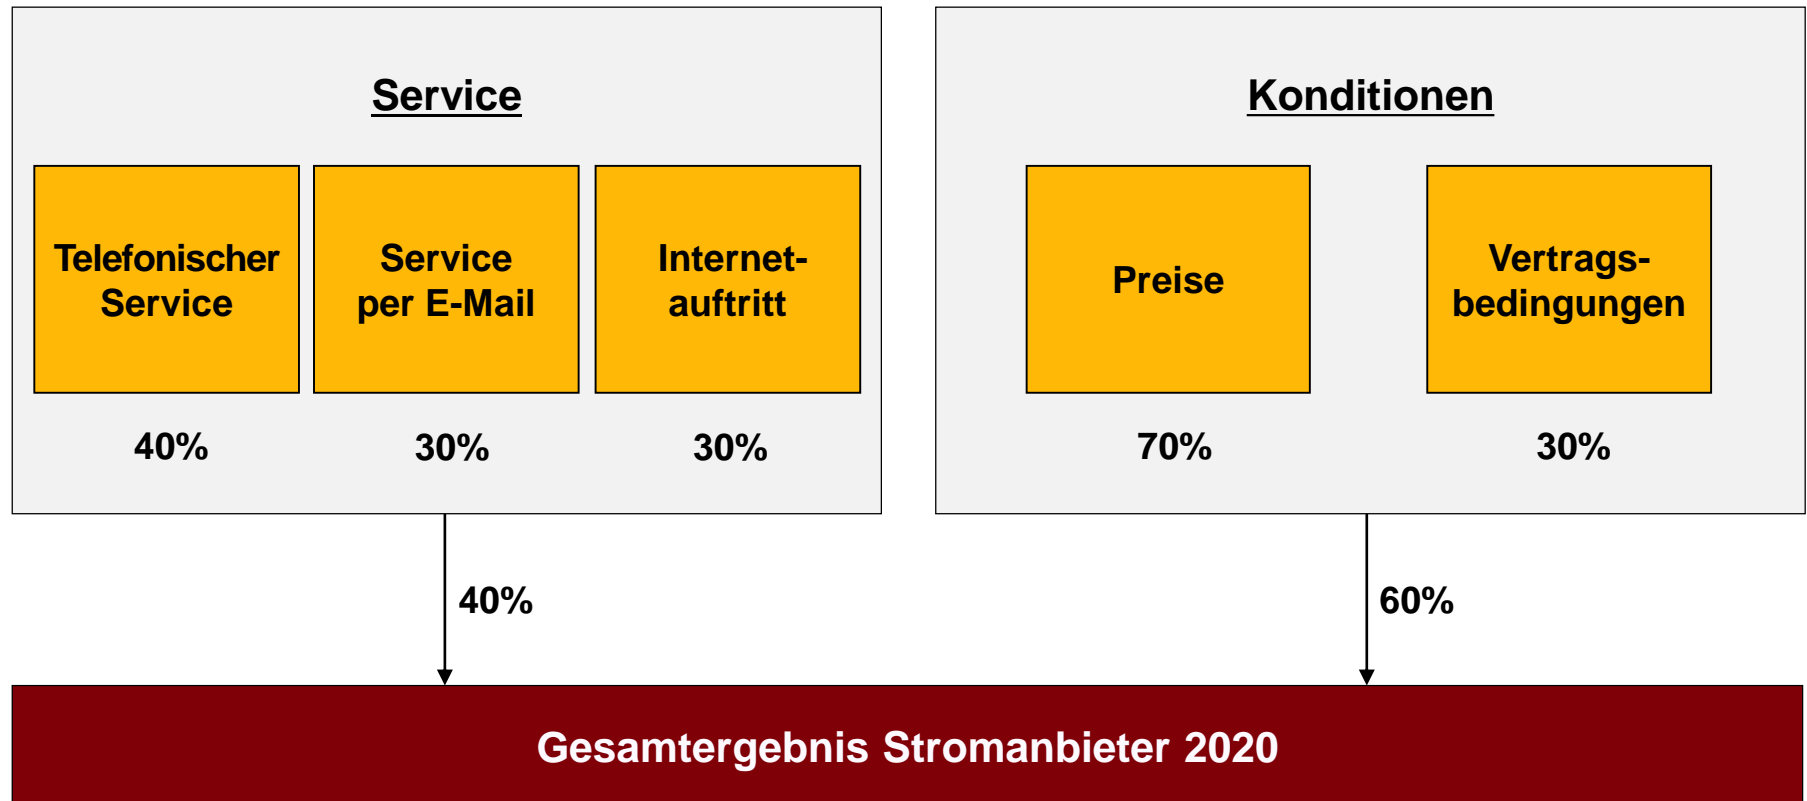 Service
Telefonischer
Service
40%
Service
per E-Mail
30%
Internet-
auftritt
30%
Konditionen
Preise
70%
Vertrags-
bedingungen
30%
40%
60%
Gesamtergebnis Stromanbieter 2020